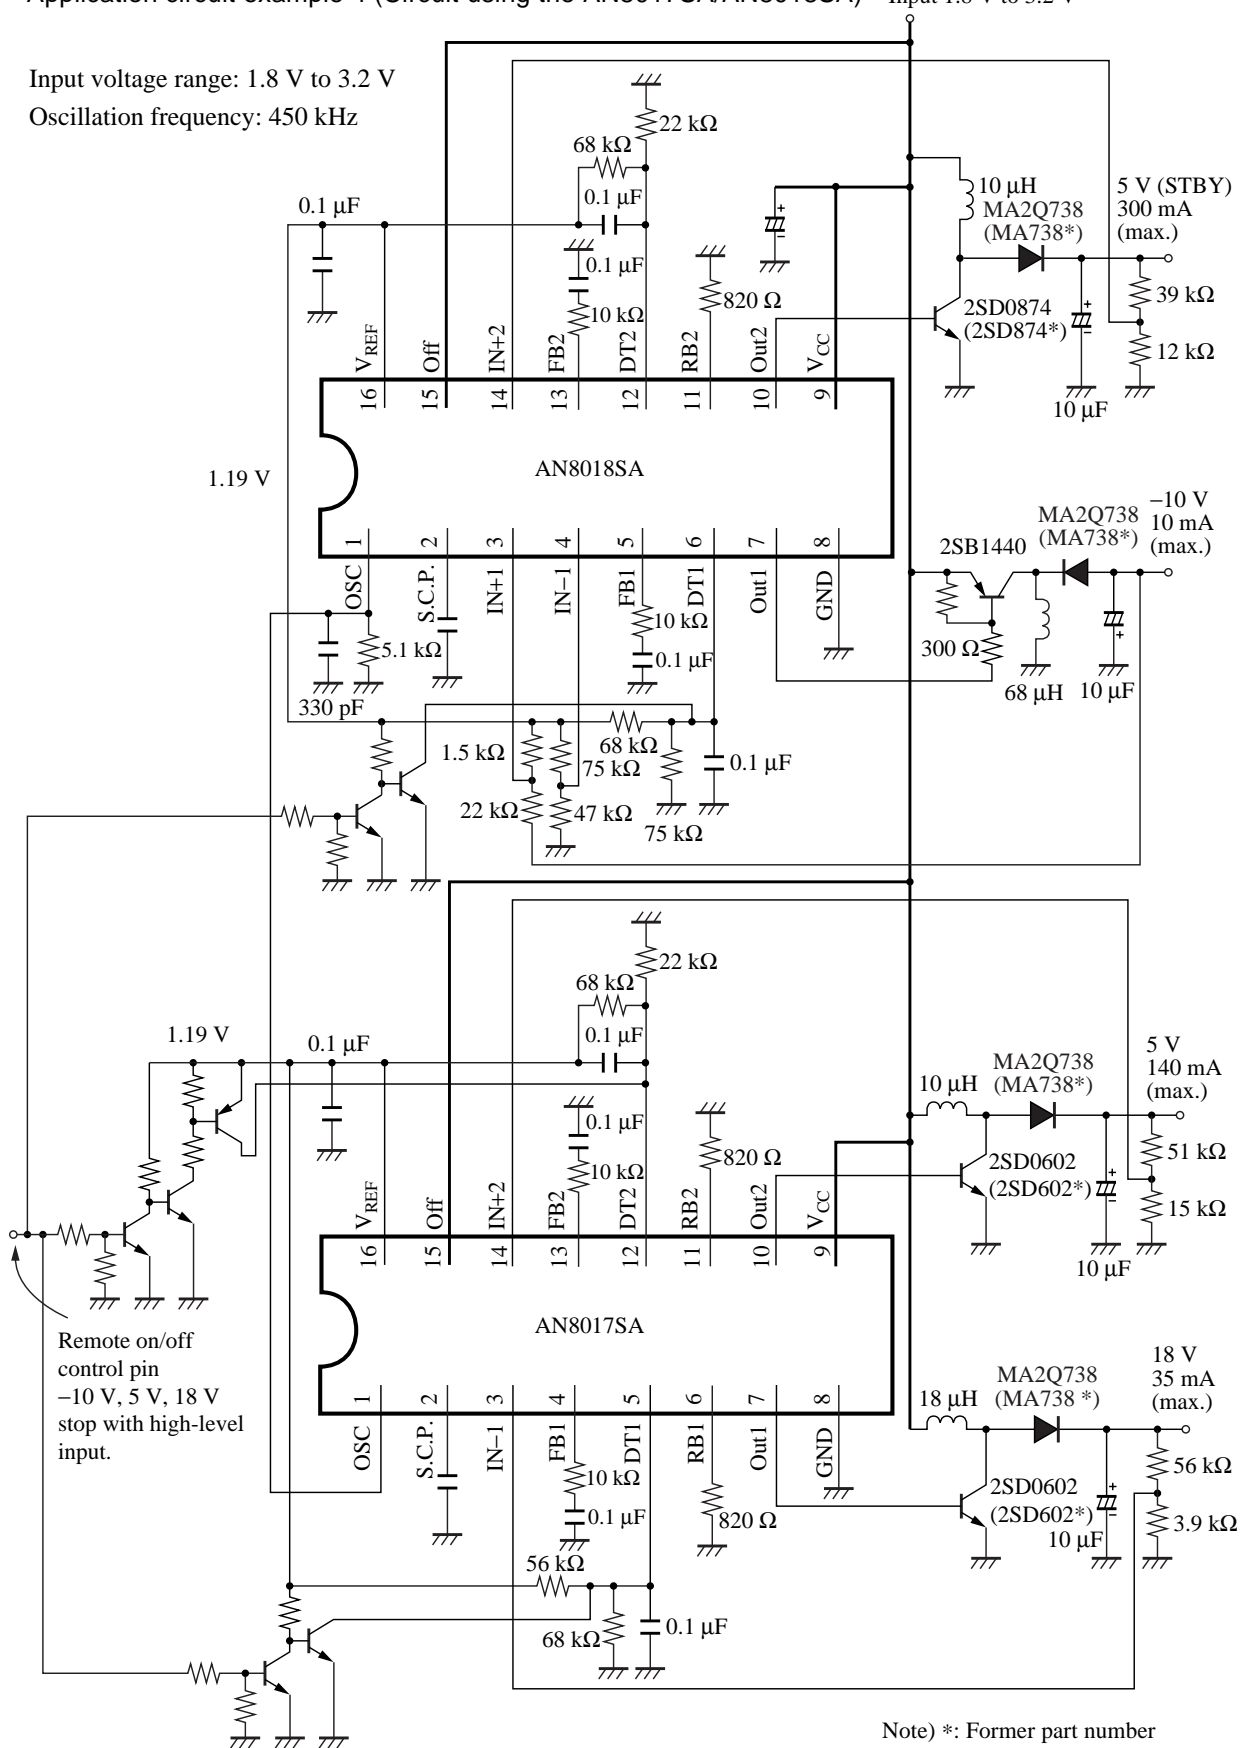 Input voltage range: 1.8 V to 3.2 V
Oscillation frequency: 450 kHz
22 kΩ
68 kΩ
0.1 µF
0.1 µF
0.1 µF
10 kΩ
820 Ω
10 µH
MA2Q738
(MA738*)
5 V (STBY)
300 mA
(max.)
39 kΩ
2SD0874
(2SD874*)
12 kΩ
10 µF
VREF
Off
IN+2
FB2
DT2
RB2
Out2
VCC
16
15
14
13
12
11
10
9
1.19 V
AN8018SA
1
2
3
4
5
6
7
8
OSC
S.C.P.
IN+1
IN−1
FB1
DT1
Out1
GND
−10 V
10 mA
(max.)
MA2Q738
(MA738*)
2SB1440
300 Ω
68 µH
10 µF
5.1 kΩ
330 pF
10 kΩ
0.1 µF
1.5 kΩ
68 kΩ
75 kΩ
0.1 µF
22 kΩ
47 kΩ
75 kΩ
22 kΩ
68 kΩ
0.1 µF
1.19 V
0.1 µF
0.1 µF
10 kΩ
820 Ω
10 µH
MA2Q738
(MA738*)
5 V
140 mA
(max.)
51 kΩ
2SD0602
(2SD602*)
15 kΩ
10 µF
VREF
Off
IN+2
FB2
DT2
RB2
Out2
VCC
16
15
14
13
12
11
10
9
AN8017SA
Remote on/off
control pin
−10 V, 5 V, 18 V
stop with high-level
input.
1
2
3
4
5
6
7
8
OSC
S.C.P.
IN−1
FB1
DT1
RB1
Out1
GND
18 V
35 mA
(max.)
MA2Q738
(MA738 *)
18 µH
56 kΩ
2SD0602
(2SD602*)
10 µF
3.9 kΩ
10 kΩ
0.1 µF
820 Ω
56 kΩ
68 kΩ
0.1 µF
Note) *: Former part number